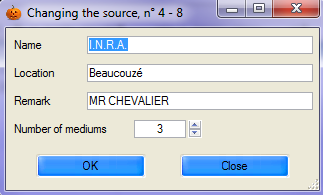 Changing the source, n° 4 - 8
Name I.N.R.A.
Location Beaucouzé
Remark MR CHEVALIER
Number of mediums 3
OK Close